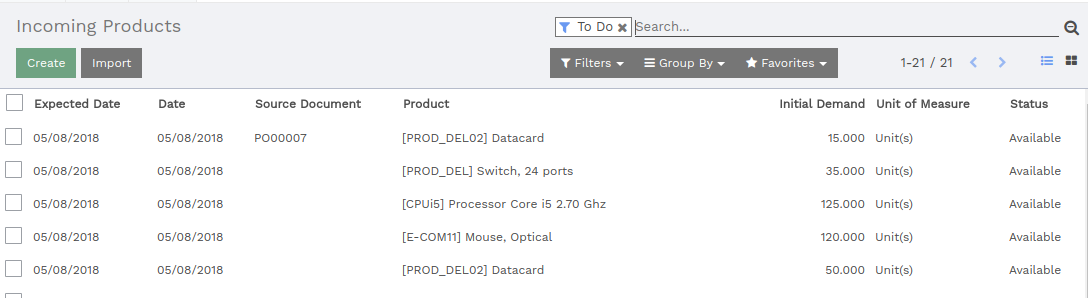 Incoming Products
To Do Search...
Create Import Filters Group By Favorites 1-21 / 21
Expected Date Date Source Document Product Initial Demand Unit of Measure Status
05/08/2018 05/08/2018 PO00007 [PROD_DEL02] Datacard 15.000 Unit(s) Available
05/08/2018 05/08/2018 [PROD_DEL] Switch, 24 ports 35.000 Unit(s) Available
05/08/2018 05/08/2018 [CPUi5] Processor Core i5 2.70 Ghz 125.000 Unit(s) Available
05/08/2018 05/08/2018 [E-COM11] Mouse, Optical 120.000 Unit(s) Available
05/08/2018 05/08/2018 [PROD_DEL02] Datacard 50.000 Unit(s) Available